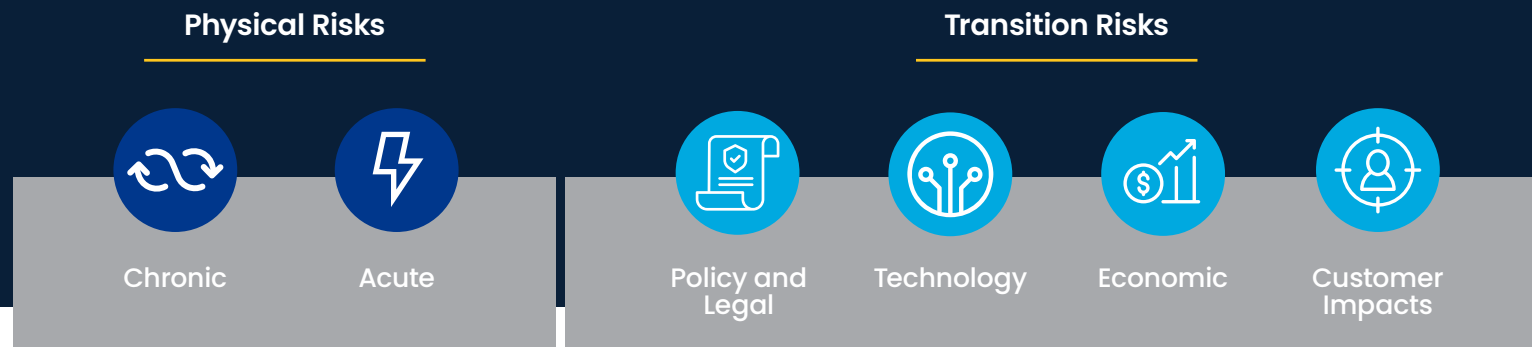 Physical Risks
Transition Risks
Chronic
Acute
Policy and
Legal
Technology
Economic
$
Customer
Impacts